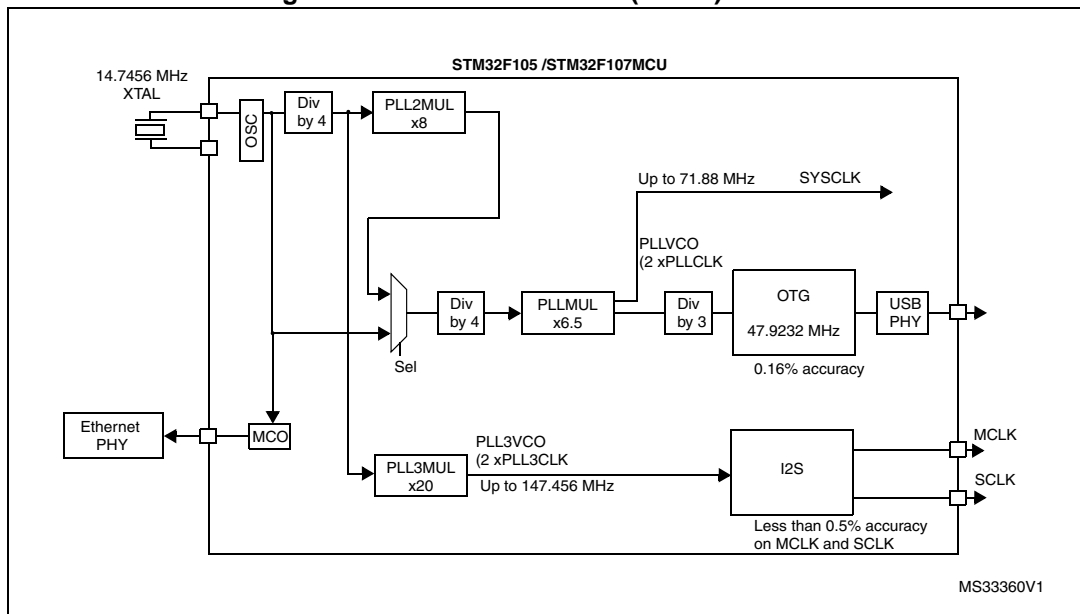 STM32F105 /STM32F107MCU
14.7456 MHz
XTAL
OSC
Div
by 4
PLL2MUL
x8
Up to 71.88 MHz
SYSCLK
PLLVCO
(2 xPLLCLK
Div
by 4
PLLMUL
x6.5
Div
by 3
OTG
47.9232 MHz
USB
PHY
0.16% accuracy
Sel
Ethernet
PHY
MCO
PLL3MUL
x20
PLL3VCO
(2 xPLL3CLK
Up to 147.456 MHz
I2S
MCLK
SCLK
Less than 0.5% accuracy
on MCLK and SCLK
MS33360V1